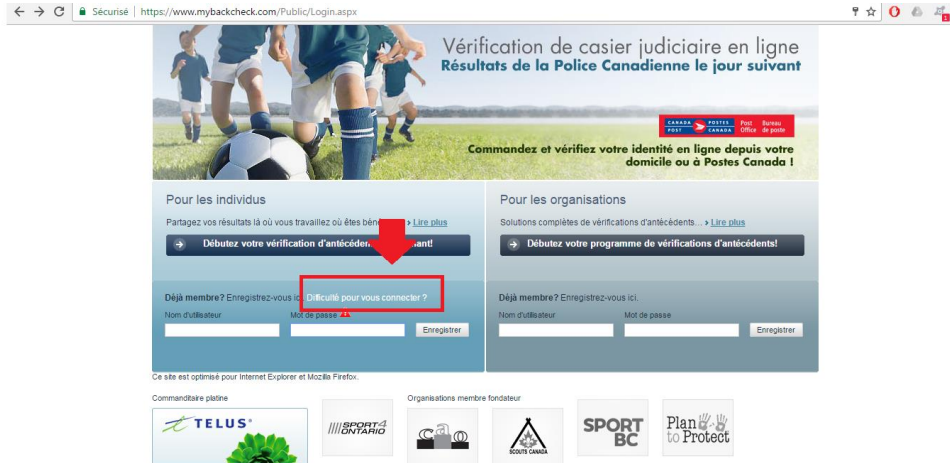 Sécurisé | https://www.mybackcheck.com/Public/Login.aspx
Vérification de casier judiciaire en ligne
Résultats de la Police Canadienne le jour suivant
CANADA POST POSTES CANADA Post Office Bureau de poste
Commandez et vérifiez votre identité en ligne depuis votre
domicile ou à Postes Canada !
Pour les individus
Partagez vos résultats là où vous travaillez où êtes > Lire plus
Débutez votre vérification
Déjà membre? Enregistrez-vous ici. Difficulté pour vous connecter ?
Nom d'utilisateur Mot de passe
Enregistrer
Pour les organisations
Solutions complètes de vérifications d'antécédents... > Lire plus
Débutez votre programme de vérifications d'antécédents!
Déjà membre? Enregistrez-vous ici.
Nom d'utilisateur Mot de passe
Enregistrer
Ce site est optimisé pour Internet Explorer et Mozilla Firefox.
Commanditaire platine
Organisations membre fondateur
TELUS
SPORT4
ONTARIO
cao
SCOUTS CANADA
SPORT
BC
Plan
to Protect